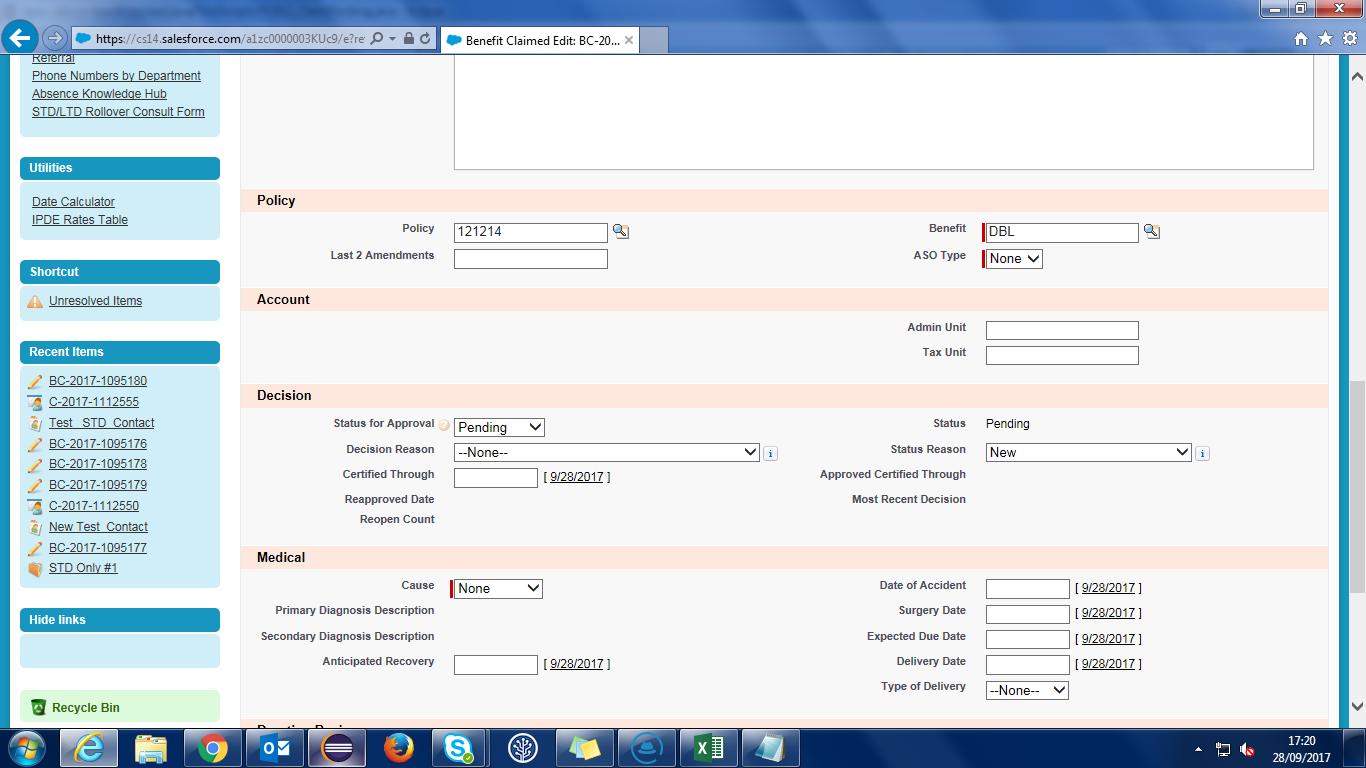 https://cs14.salesforce.com/a1zc0000003KUc9/e?re
Benefit Claimed Edit: BC-20...
Referral
Phone Numbers by Department
Absence Knowledge Hub
STD/LTD Rollover Consult Form
Utilities
Date Calculator
IPDE Rates Table
Shortcut
Unresolved Items
Recent Items
BC-2017-1095180
C-2017-1112555
Test _STD_Contact
BC-2017-1095176
BC-2017-1095178
BC-2017-1095179
C-2017-1112550
New Test_Contact
BC-2017-1095177
STD Only #1
Hide links
Recycle Bin
Policy
Policy 121214 Benefit DBL
Last 2 Amendments ASO Type None
Account
Admin Unit
Tax Unit
Decision
Status for Approval Pending Status Pending
Decision Reason --None-- Status Reason New
Certified Through [ 9/28/2017 ] Approved Certified Through
Reapproved Date Most Recent Decision
Reopen Count
Medical
Cause None Date of Accident [ 9/28/2017 ]
Primary Diagnosis Description Surgery Date [ 9/28/2017 ]
Secondary Diagnosis Description Expected Due Date [ 9/28/2017 ]
Anticipated Recovery [ 9/28/2017 ] Delivery Date [ 9/28/2017 ]
Type of Delivery --None--
17:20
28/09/2017